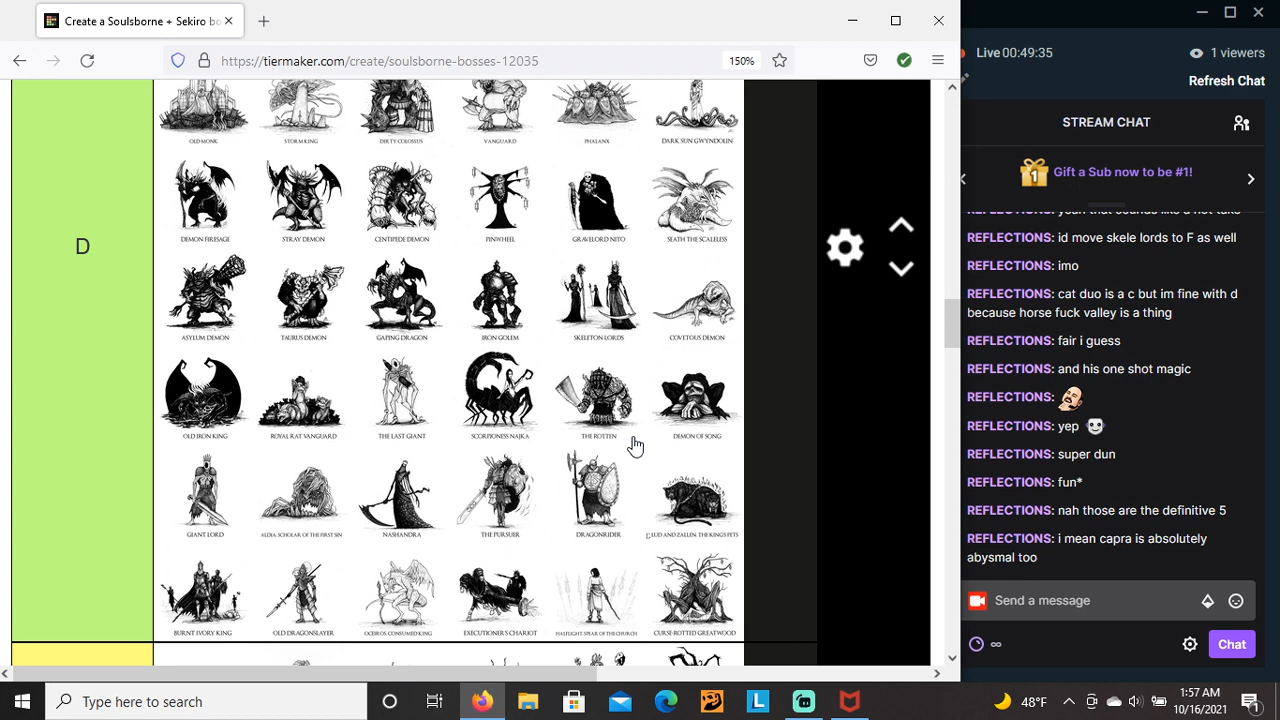 Create a Soulsborne + Sekiro bo
tiermaker.com/create/soulsborne-bosses-12035
150%
Live 00:49:35
1 viewers
Refresh Chat
STREAM CHAT
1
Gift a Sub now to be #1!
OLD MONK
STORM KING
DIRTY COLOSSUS
VANGUARD
PHALANX
DARK SUN GWYNDOLIN
D
DEMON FIRESAGE
STRAY DEMON
CENTIPEDE DEMON
PINWHEEL
GRAVELORD NITO
SEATH THE SCALELESS
ASYLUM DEMON
TAURUS DEMON
GAPING DRAGON
IRON GOLEM
SKELETON LORDS
COVETOUS DEMON
OLD IRON KING
ROYAL RAT VANGUARD
THE LAST GIANT
SCORPIONESS NAJKA
THE ROTTEN
DEMON OF SONG
GIANT LORD
ALDIA: SCHOLAR OF THE FIRST SIN
NASHANDRA
THE PURSUER
DRAGONRIDER
LUD AND ZALLEN, THE KING'S PETS
BURNT IVORY KING
OLD DRAGONSLAYER
OCEIROS, CONSUMED KING
EXECUTIONER'S CHARIOT
HALFLIGHT, SPEAR OF THE CHURCH
CURSE-ROTTED GREATWOOD
REFLECTIONS: id move skele lords to F as well
REFLECTIONS: imo
REFLECTIONS: cat duo is a c but im fine with d
because horse fuck valley is a thing
REFLECTIONS: fair i guess
REFLECTIONS: and his one shot magic
REFLECTIONS:
REFLECTIONS: yep
REFLECTIONS: super dun
REFLECTIONS: fun*
REFLECTIONS: nah those are the definitive 5
REFLECTIONS: i mean capra is absolutely
abysmal too
Send a message
∞
Chat
Type here to search
48°F
1:57 AM
10/16/2021
1